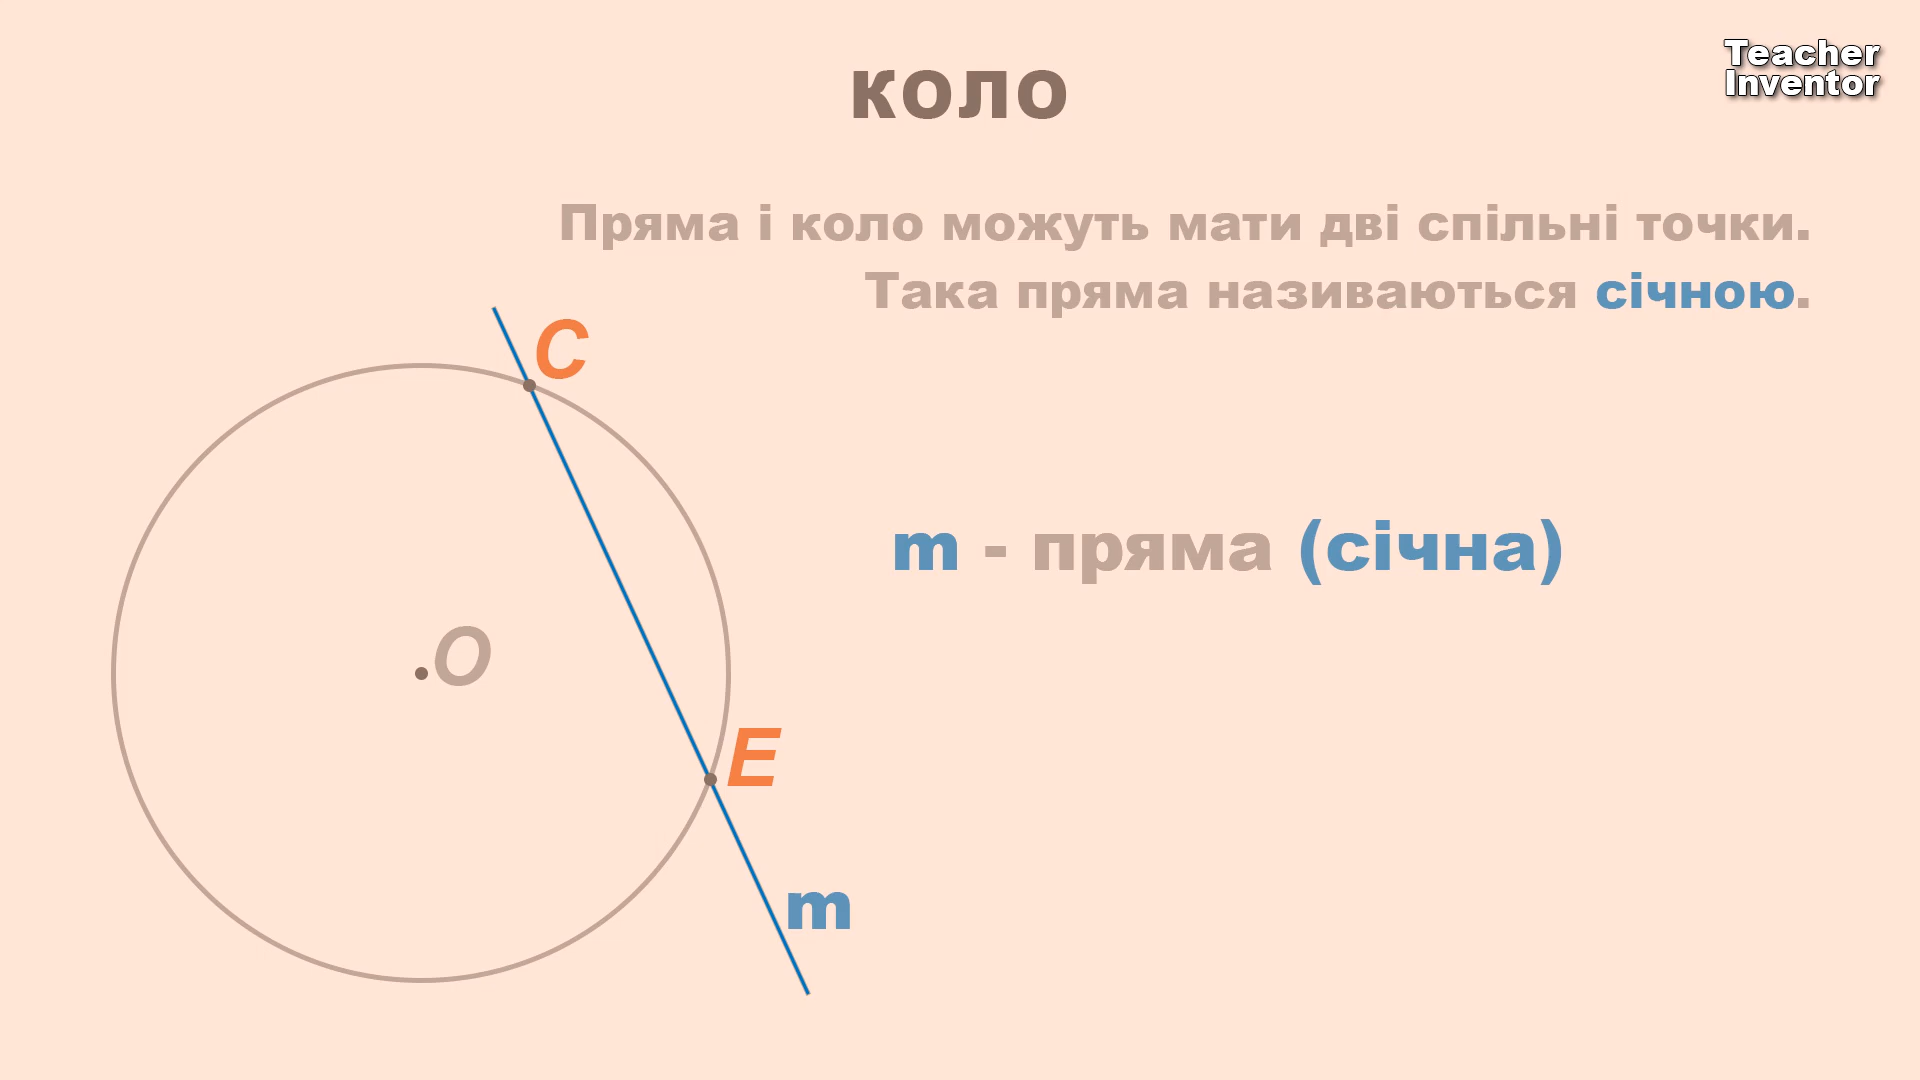 КОЛО
Teacher
Inventor
Пряма і коло можуть мати дві спільні точки.
Така пряма називаються січною.
C
m - пряма (січна)
O
E
m